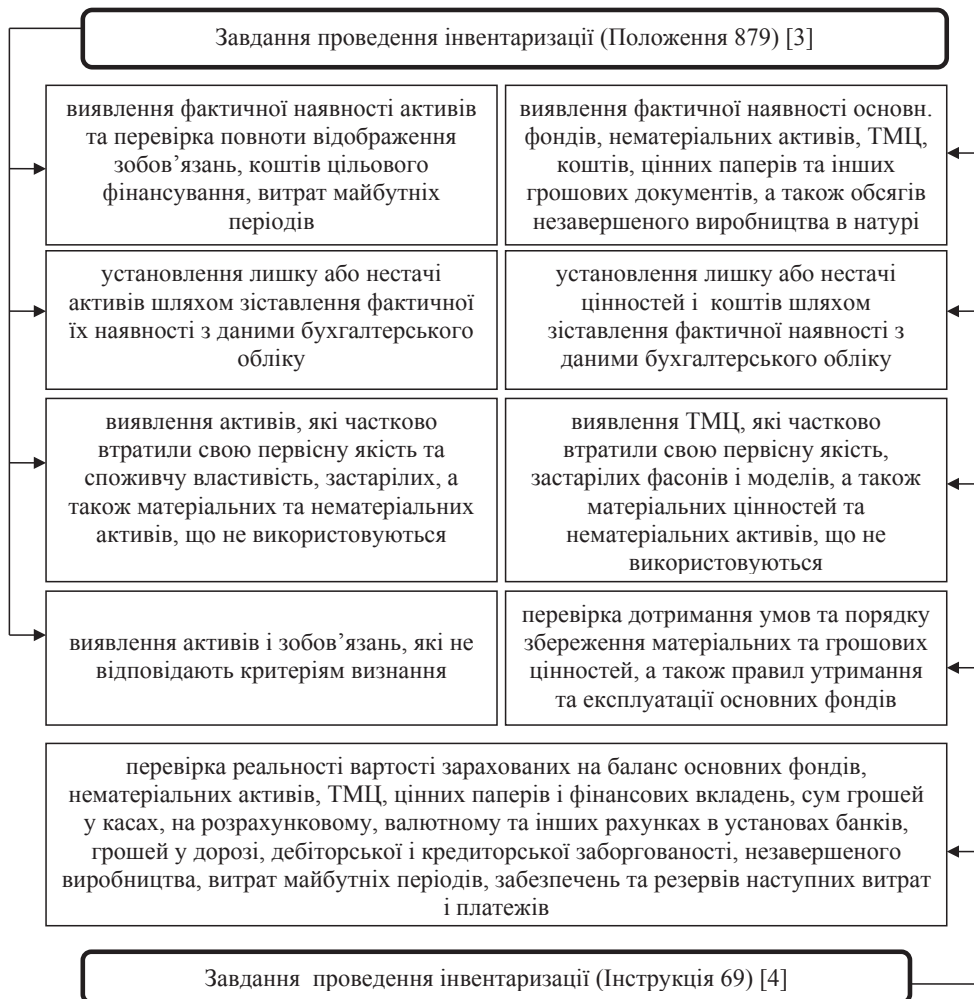 Завдання проведення інвентаризації (Положення 879) [3]
виявлення фактичної наявності активів
та перевірка повноти відображення
зобов’язань, коштів цільового
фінансування, витрат майбутніх
періодів
виявлення фактичної наявності основн.
фондів, нематеріальних активів, ТМЦ,
коштів, цінних паперів та інших
грошових документів, а також обсягів
незавершеного виробництва в натурі
установлення лишку або нестачі
активів шляхом зіставлення фактичної
їх наявності з даними бухгалтерського
обліку
установлення лишку або нестачі
цінностей і коштів шляхом
зіставлення фактичної наявності з
даними бухгалтерського обліку
виявлення активів, які частково
втратили свою первісну якість та
споживчу властивість, застарілих, а
також матеріальних та нематеріальних
активів, що не використовуються
виявлення ТМЦ, які частково
втратили свою первісну якість,
застарілих фасонів і моделів, а також
матеріальних цінностей та
нематеріальних активів, що не
використовуються
виявлення активів і зобов’язань, які не
відповідають критеріям визнання
перевірка дотримання умов та порядку
збереження матеріальних та грошових
цінностей, а також правил утримання
та експлуатації основних фондів
перевірка реальності вартості зарахованих на баланс основних фондів,
нематеріальних активів, ТМЦ, цінних паперів і фінансових вкладень, сум грошей
у касах, на розрахунковому, валютному та інших рахунках в установах банків,
грошей у дорозі, дебіторської і кредиторської заборгованості, незавершеного
виробництва, витрат майбутніх періодів, забезпечень та резервів наступних витрат
і платежів
Завдання проведення інвентаризації (Інструкція 69) [4]